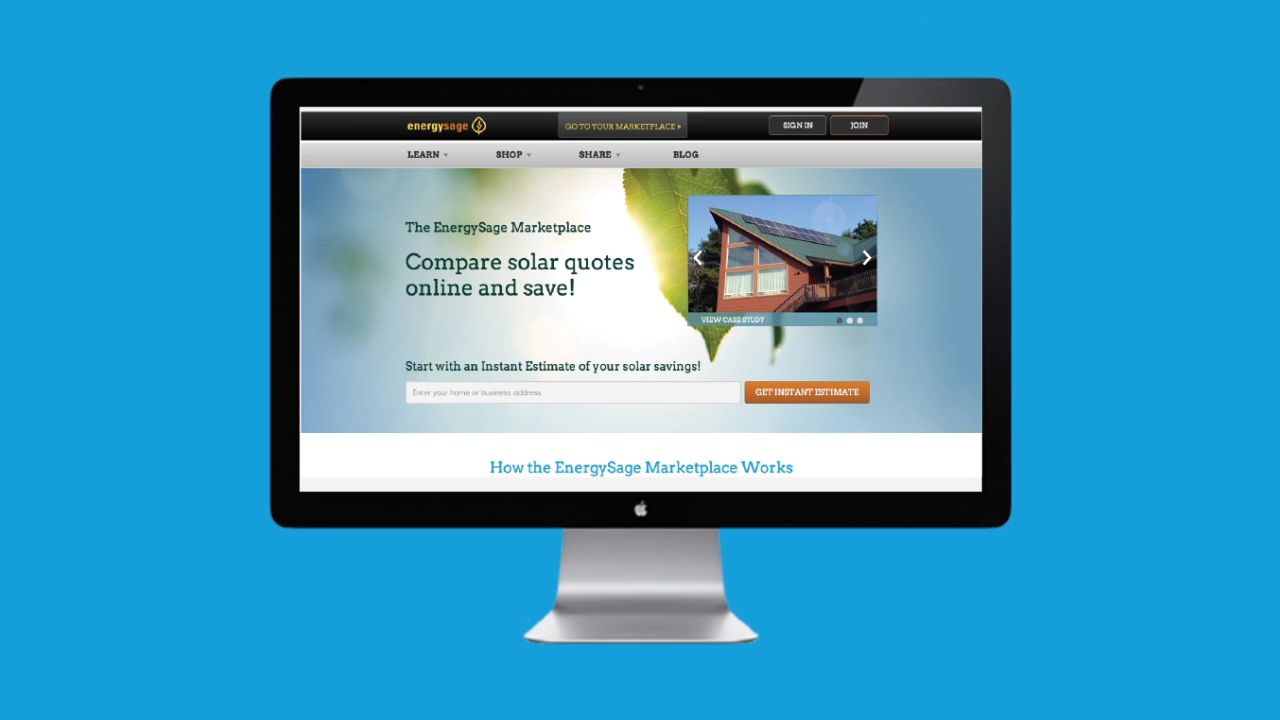 energysage
GO TO YOUR MARKETPLACE
SIGN IN
JOIN
LEARN
SHOP
SHARE
BLOG
The EnergySage Marketplace
Compare solar quotes
online and save!
VIEW CASE STUDY
Start with an Instant Estimate of your solar savings!
Enter your home or business address
GET INSTANT ESTIMATE
How the EnergySage Marketplace Works